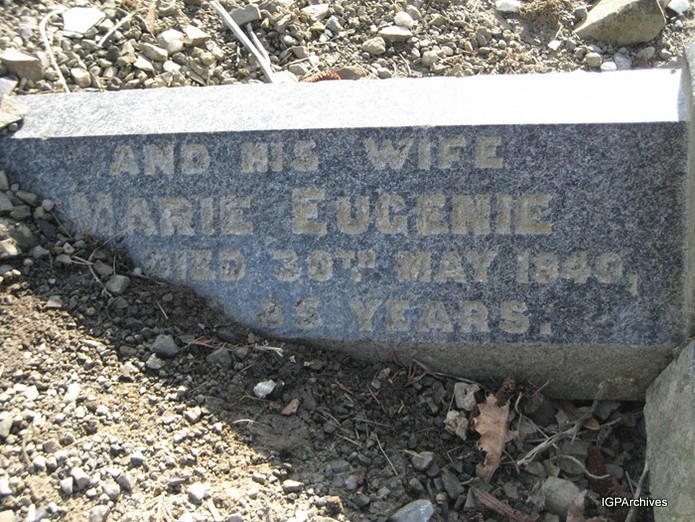 AND HIS WIFE
MARIE EUGENIE
DIED 30TH MAY 1940,
YEARS.
IGPArchives